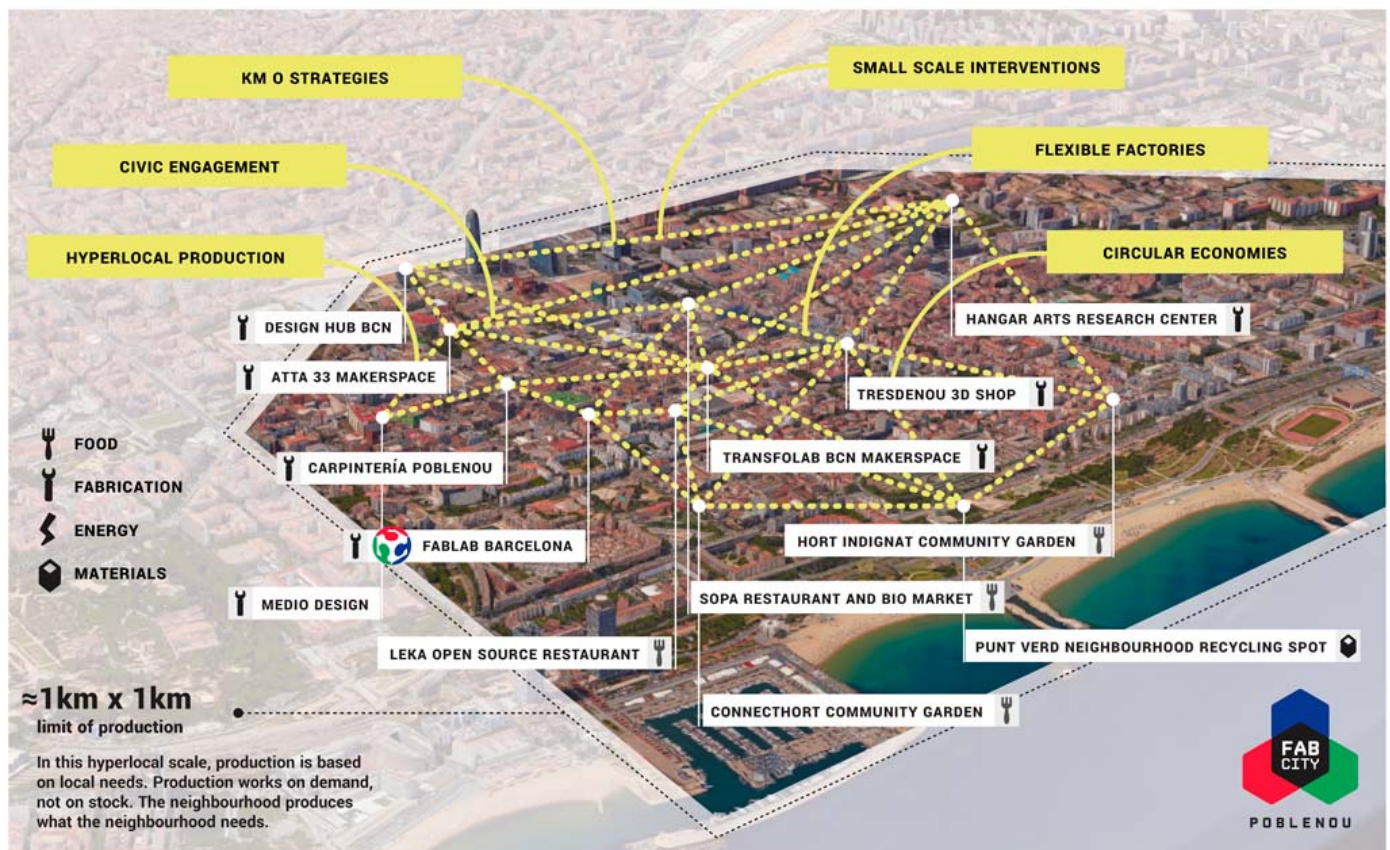 KM O STRATEGIES
SMALL SCALE INTERVENTIONS
CIVIC ENGAGEMENT
FLEXIBLE FACTORIES
HYPERLOCAL PRODUCTION
CIRCULAR ECONOMIES
DESIGN HUB BCN
HANGAR ARTS RESEARCH CENTER
ATTA 33 MAKERSPACE
TRESDENOU 3D SHOP
FOOD
CARPINTERÍA POBLENOU
TRANSFOLAB BCN MAKERSPACE
FABRICATION
ENERGY
FABLAB BARCELONA
HORT INDIGNAT COMMUNITY GARDEN
MATERIALS
MEDIO DESIGN
SOPA RESTAURANT AND BIO MARKET
LEKA OPEN SOURCE RESTAURANT
PUNT VERD NEIGHBOURHOOD RECYCLING SPOT
CONNECTHORT COMMUNITY GARDEN
≈1km x 1km
limit of production
In this hyperlocal scale, production is based
on local needs. Production works on demand,
not on stock. The neighbourhood produces
what the neighbourhood needs.
FAB
CITY
POBLENOU